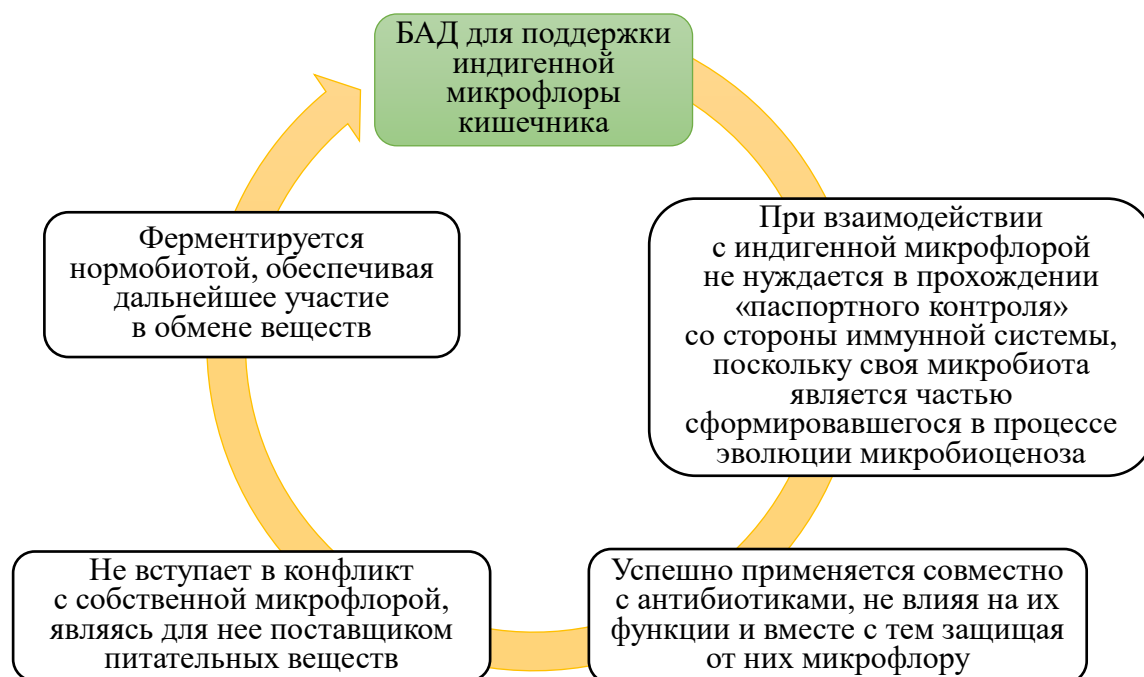 БАД для поддержки
индигенной
микрофлоры
кишечника
При взаимодействии
с индигенной микрофлорой
не нуждается в прохождении
«паспортного контроля»
со стороны иммунной системы,
поскольку своя микробиота
является частью
сформировавшегося в процессе
эволюции микробиоценоза
Успешно применяется совместно
с антибиотиками, не влияя на их
функции и вместе с тем защищая
от них микрофлору
Не вступает в конфликт
с собственной микрофлорой,
являясь для нее поставщиком
питательных веществ
Ферментируется
нормобиотой, обеспечивая
дальнейшее участие
в обмене веществ